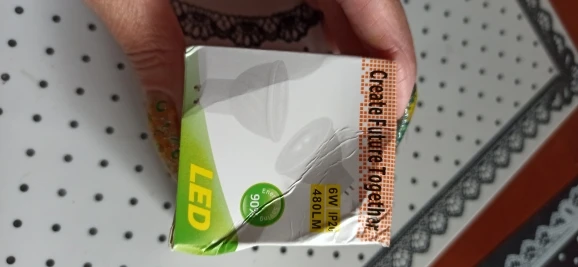 Create Future Together
6W IP20
480LM
90%
LED